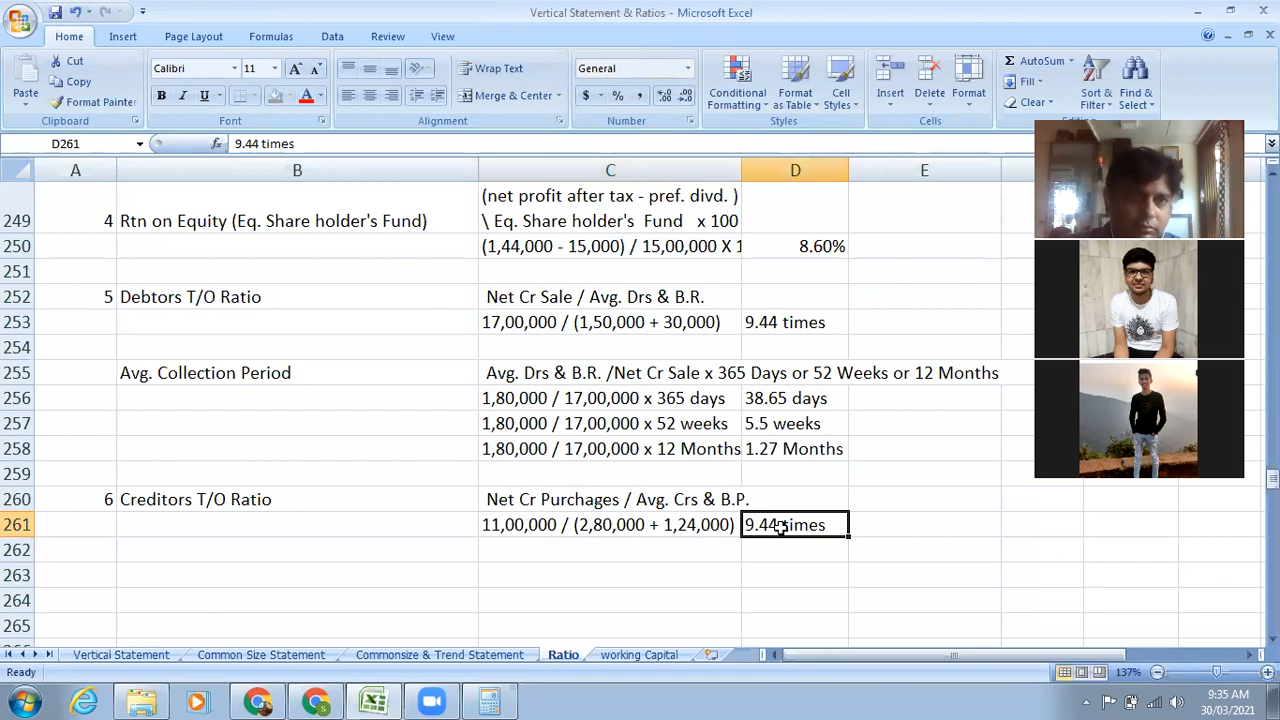 Vertical Statement & Ratios - Microsoft Excel
Home Insert Page Layout Formulas Data Review View
Paste
Cut
Copy
Format Painter
Clipboard
Calibri 11 A A
B I U A
Font
Wrap Text
Merge & Center
Alignment
General
$ % , .0 .00 .00 .0
Number
Conditional Formatting
Format as Table
Cell Styles
Styles
Insert Delete Format
Cells
Σ AutoSum
Fill
Clear
Sort & Filter
Find & Select
Editing
D261 fx 9.44 times
A B C D E
(net profit after tax - pref. divd. )
249 4 Rtn on Equity (Eq. Share holder's Fund) \ Eq. Share holder's Fund x 100
250 (1,44,000 - 15,000) / 15,00,000 X 1 8.60%
251
252 5 Debtors T/O Ratio Net Cr Sale / Avg. Drs & B.R.
253 17,00,000 / (1,50,000 + 30,000) 9.44 times
254
255 Avg. Collection Period Avg. Drs & B.R. /Net Cr Sale x 365 Days or 52 Weeks or 12 Months
256 1,80,000 / 17,00,000 x 365 days 38.65 days
257 1,80,000 / 17,00,000 x 52 weeks 5.5 weeks
258 1,80,000 / 17,00,000 x 12 Months 1.27 Months
259
260 6 Creditors T/O Ratio Net Cr Purchages / Avg. Crs & B.P.
261 11,00,000 / (2,80,000 + 1,24,000) 9.44 times
262
263
264
265
266
Vertical Statement Common Size Statement Commonsize & Trend Statement Ratio working Capital
Ready 137%
9:35 AM
30/03/2021